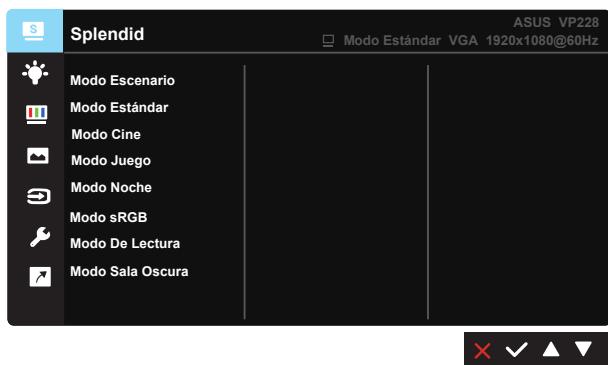 S
Splendid
ASUS VP228
Modo Estándar VGA 1920x1080@60Hz
Modo Escenario
Modo Estándar
Modo Cine
Modo Juego
Modo Noche
Modo sRGB
Modo De Lectura
Modo Sala Oscura